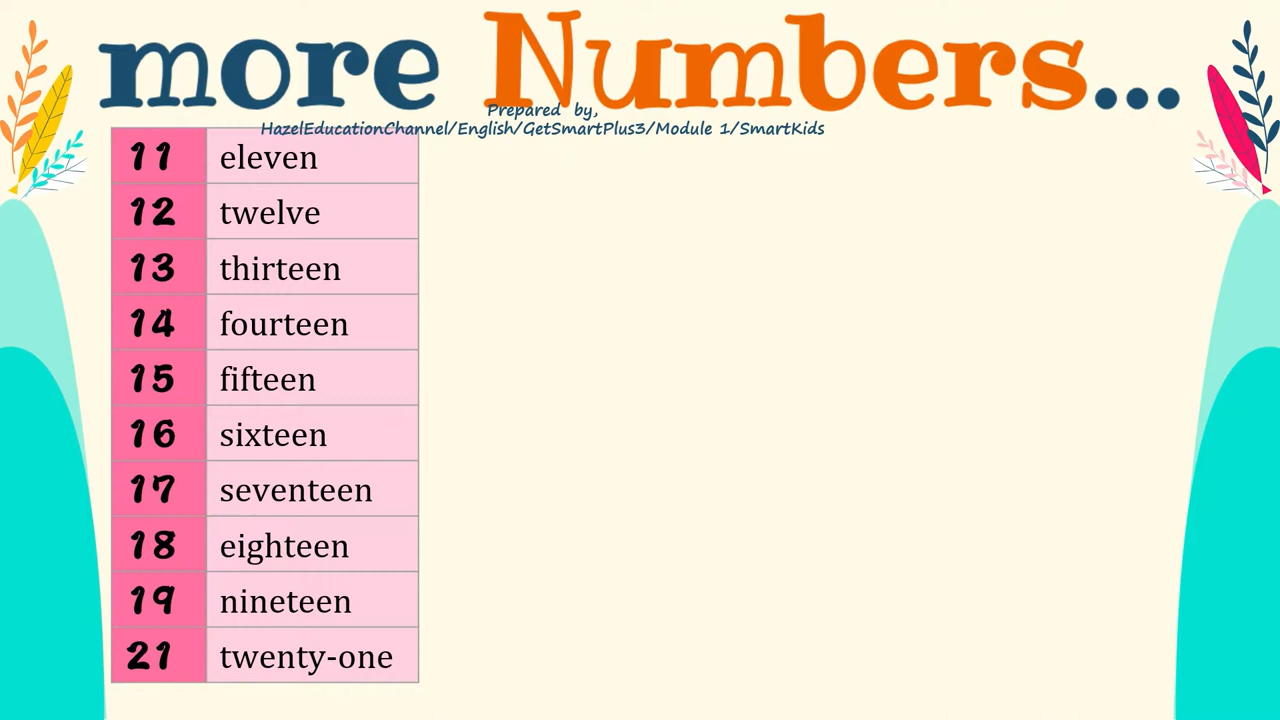 more Numbers...
Prepared by,
HazelEducationChannel/English/GetSmartPlus3/Module 1/SmartKids
11 eleven
12 twelve
13 thirteen
14 fourteen
15 fifteen
16 sixteen
17 seventeen
18 eighteen
19 nineteen
21 twenty-one